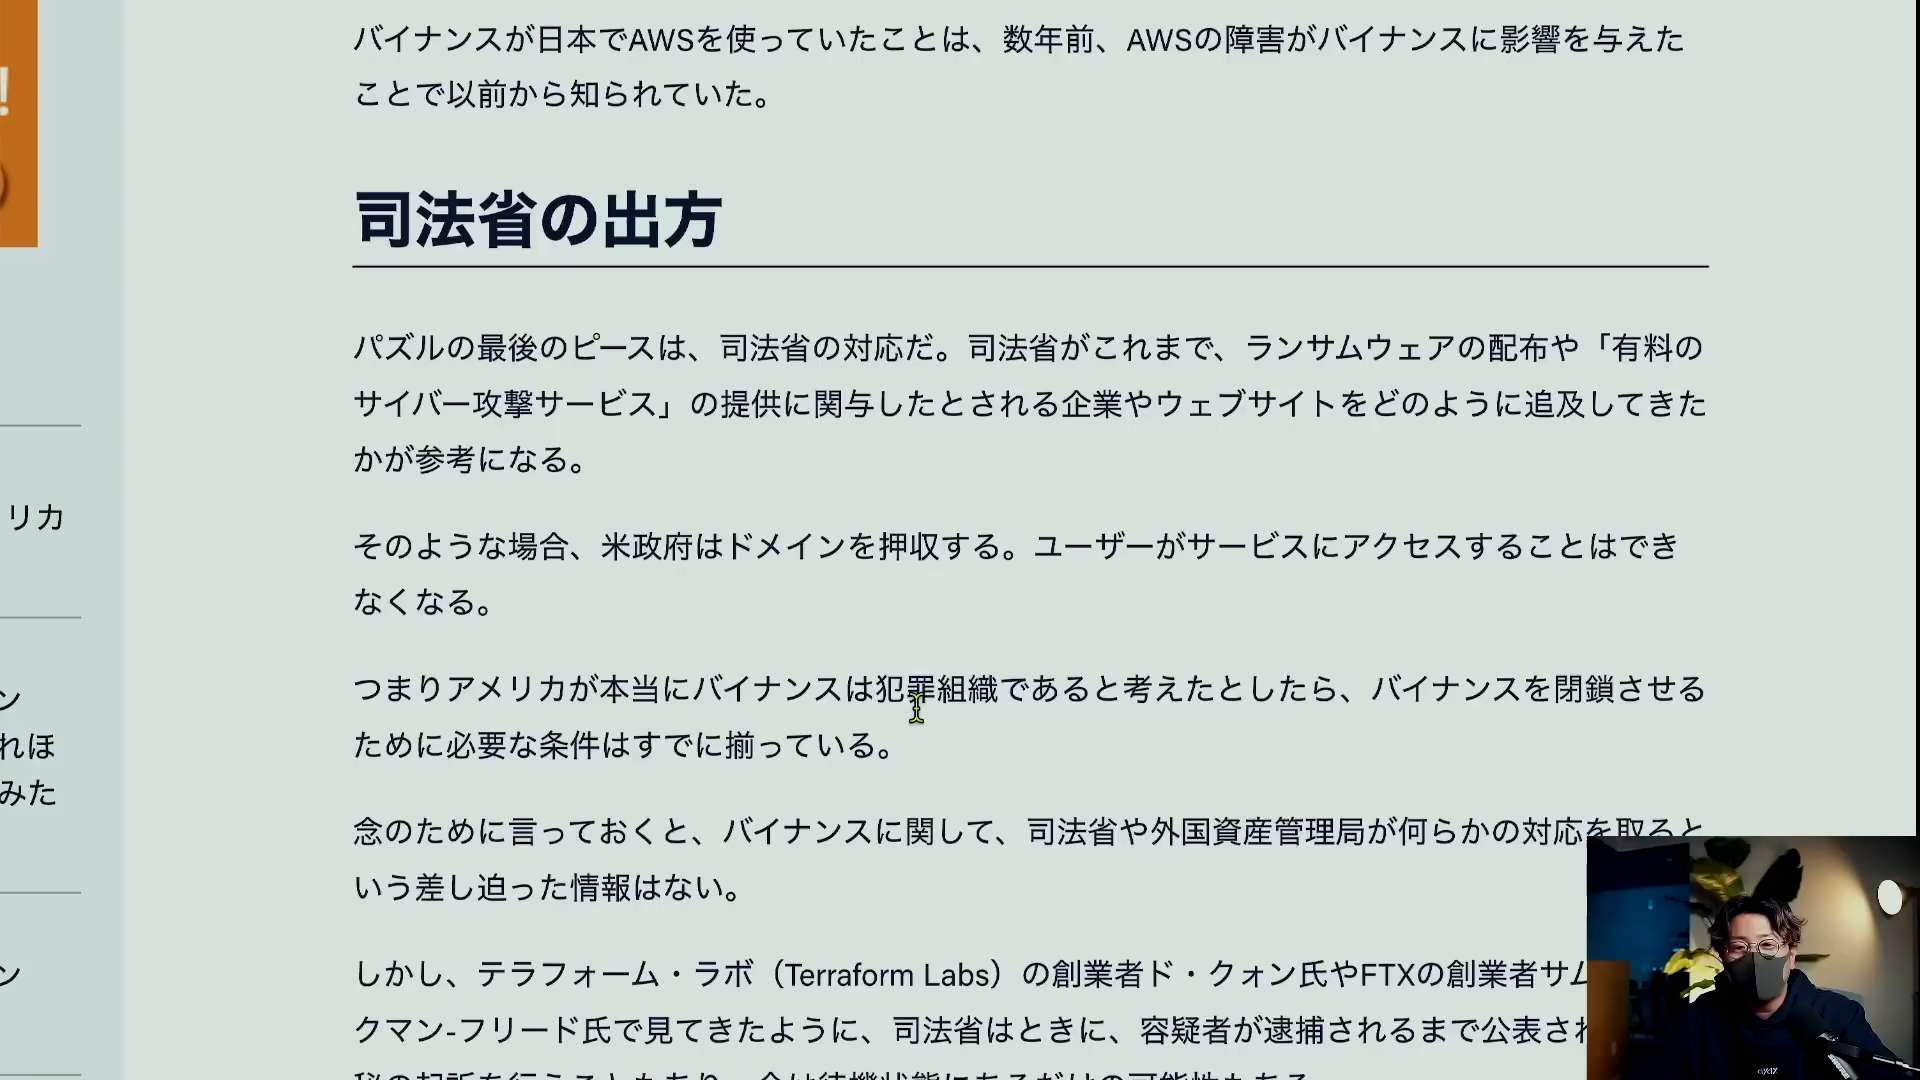 バイナンスが日本でAWSを使っていたことは、数年前、AWSの障害がバイナンスに影響を与えた
ことで以前から知られていた。
司法省の出方
パズルの最後のピースは、司法省の対応だ。司法省がこれまで、ランサムウェアの配布や「有料の
サイバー攻撃サービス」の提供に関与したとされる企業やウェブサイトをどのように追及してきた
かが参考になる。
リカ
そのような場合、米政府はドメインを押収する。ユーザーがサービスにアクセスすることはでき
なくなる。
つまりアメリカが本当にバイナンスは犯罪組織であると考えたとしたら、バイナンスを閉鎖させる
ために必要な条件はすでに揃っている。
ン
れほ
みた
念のために言っておくと、バイナンスに関して、司法省や外国資産管理局が何らかの対応を取ると
いう差し迫った情報はない。
ン
しかし、テラフォーム・ラボ（Terraform Labs）の創業者ド・クォン氏やFTXの創業者サム
クマン-フリード氏で見てきたように、司法省はときに、容疑者が逮捕されるまで公表され
dYdX